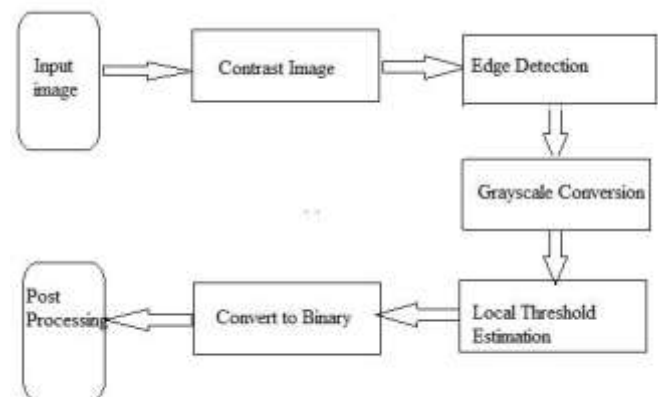 Input
image
Contrast Image
Edge Detection
Grayscale Conversion
Local Threshold
Estimation
Convert to Binary
Post
Processing